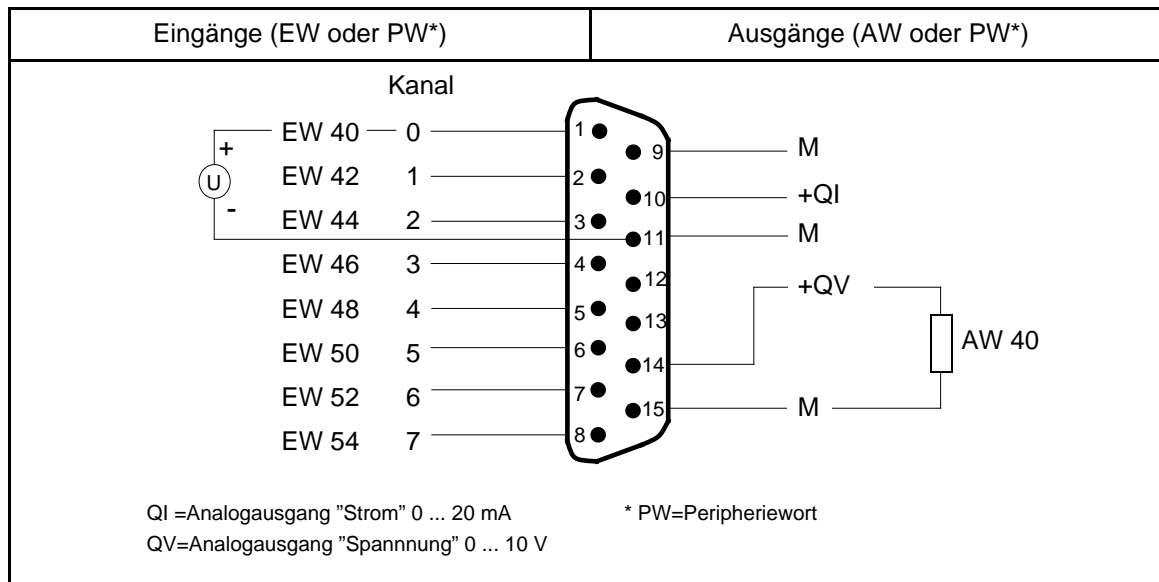 Eingänge (EW oder PW*) Ausgänge (AW oder PW*)
Kanal
EW 40 0 1
9 M
+
U
-
EW 42 1 2
10 +QI
EW 44 2 3
11 M
EW 46 3 4
12 +QV
EW 48 4 5
13
AW 40
EW 50 5 6
14
EW 52 6 7
15 M
EW 54 7 8
QI =Analogausgang ”Strom” 0 ... 20 mA * PW=Peripheriewort
QV=Analogausgang ”Spannnung” 0 ... 10 V